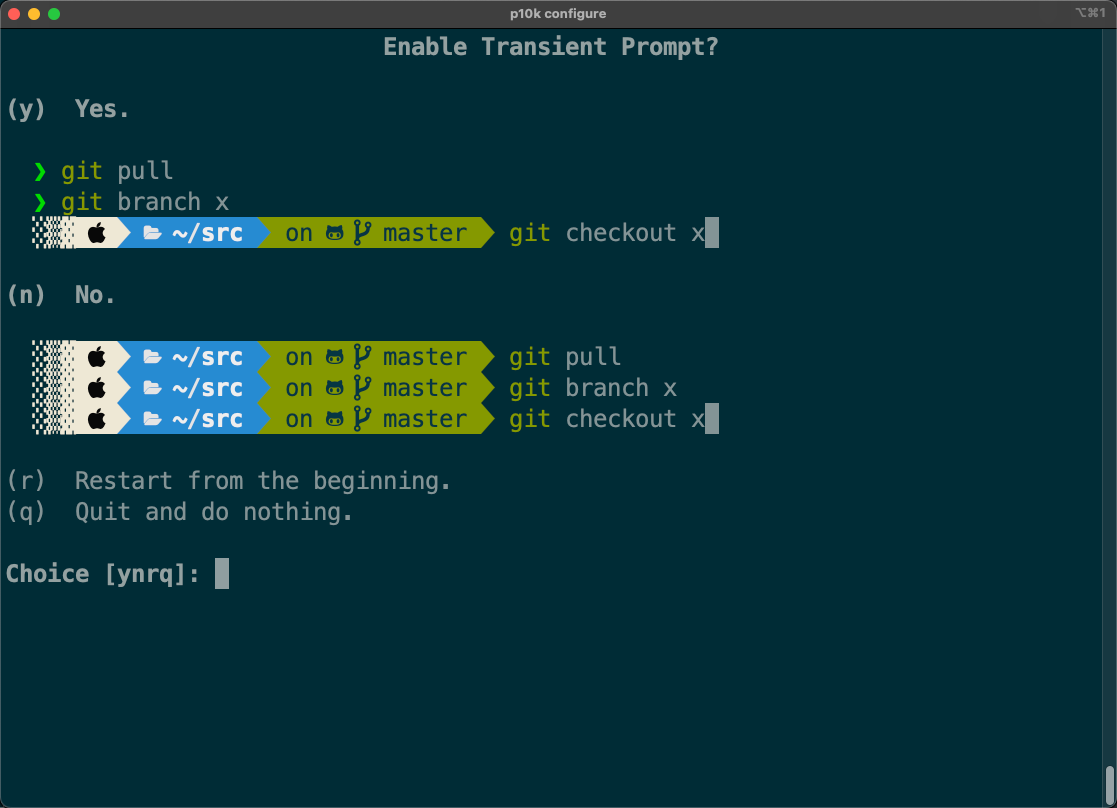 p10k configure
⌥⌘1
Enable Transient Prompt?
(y) Yes.
❯ git pull
❯ git branch x
~/src on master git checkout x
(n) No.
~/src on master git pull
~/src on master git branch x
~/src on master git checkout x
(r) Restart from the beginning.
(q) Quit and do nothing.
Choice [ynrq]: